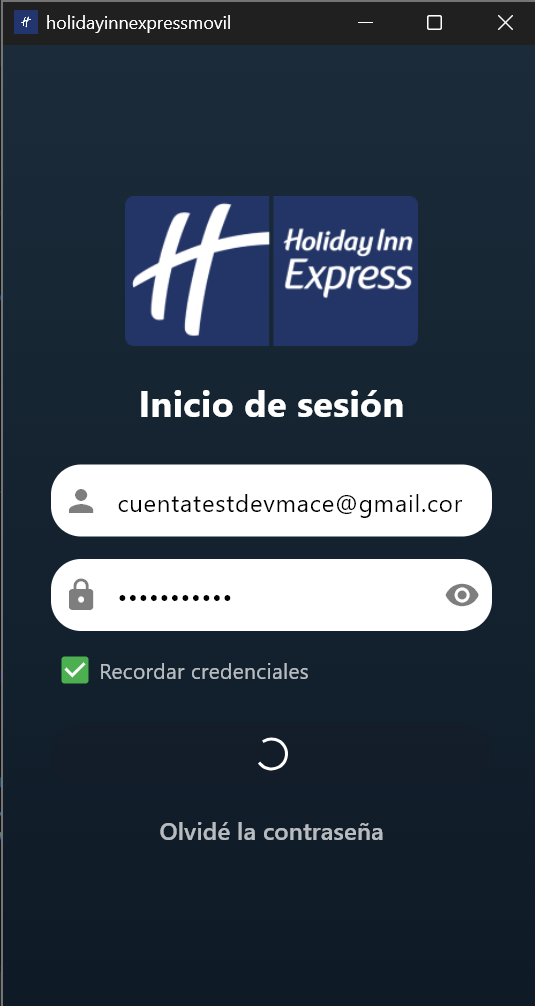 holidayinnexpressmovil
Holiday Inn
Express
Inicio de sesión
cuentatestdevmace@gmail.cor
•••••••••••
Recordar credenciales
Olvidé la contraseña